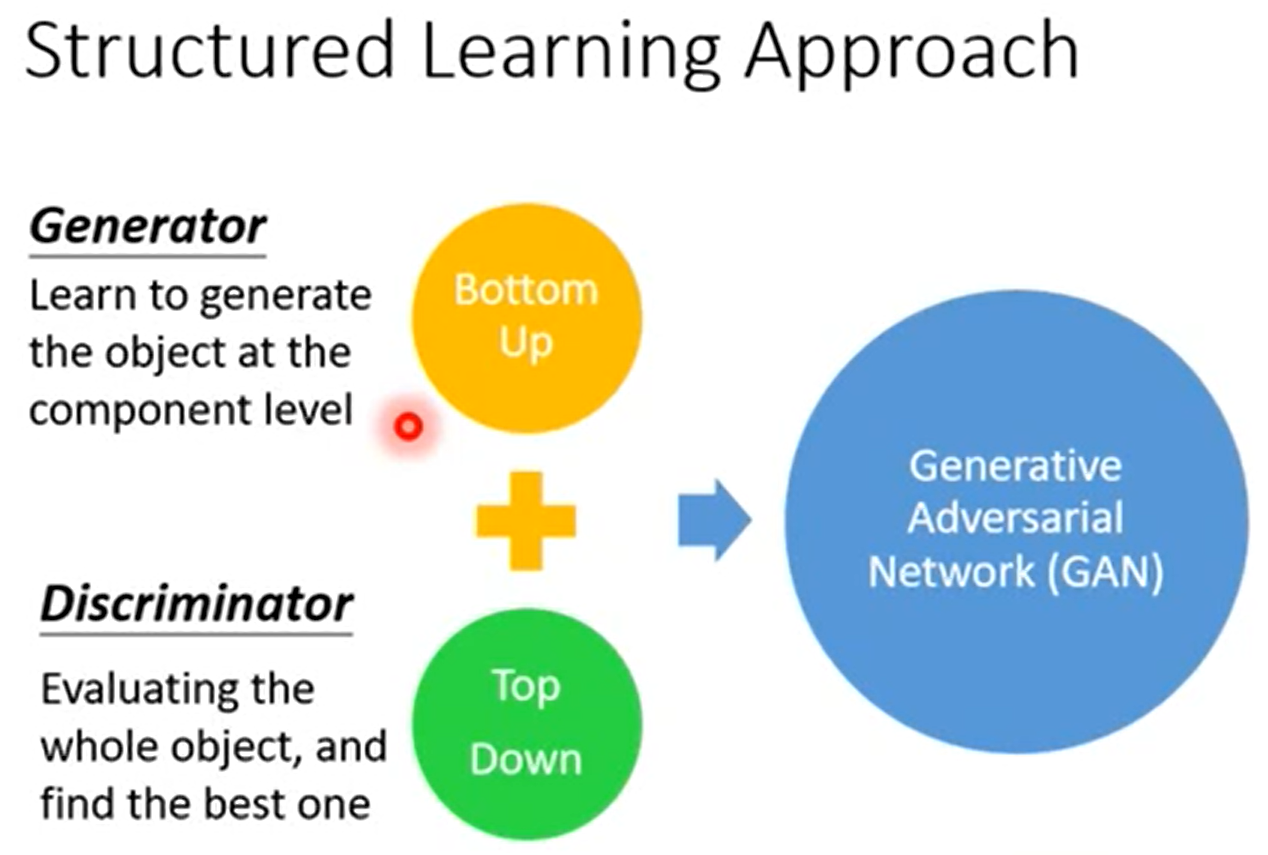 Structured Learning Approach
Generator
Learn to generate
the object at the
component level
Bottom
Up
Discriminator
Evaluating the
whole object, and
find the best one
Top
Down
Generative
Adversarial
Network (GAN)